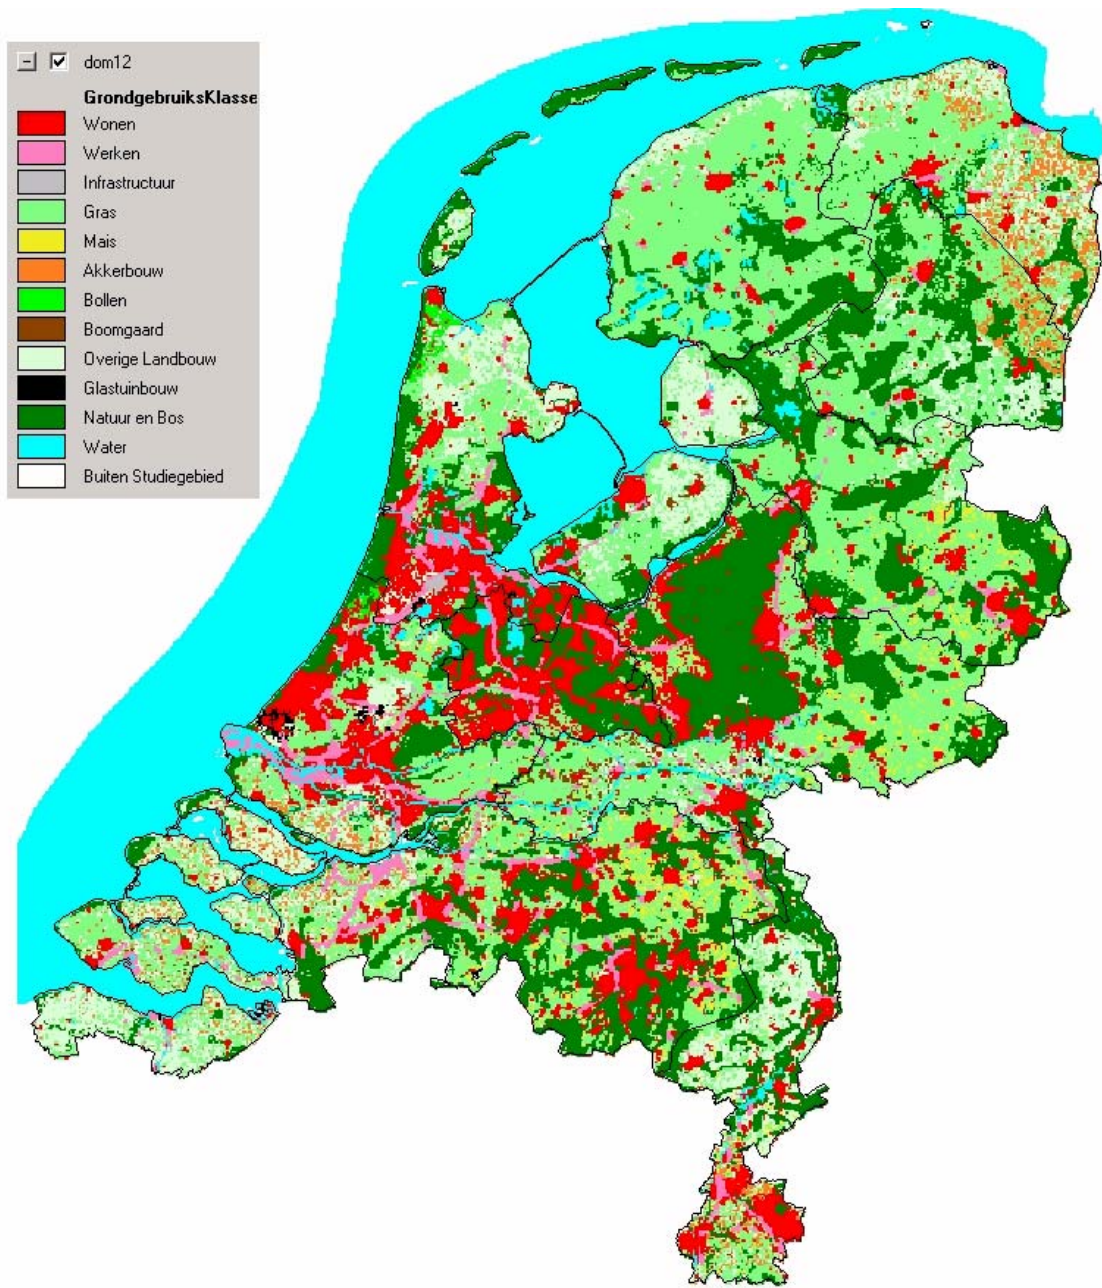 dom12
GrondgebruiksKlasse
Wonen
Werken
Infrastructuur
Gras
Mais
Akkerbouw
Bollen
Boomgaard
Overige Landbouw
Glastuinbouw
Natuur en Bos
Water
Buiten Studiegebied